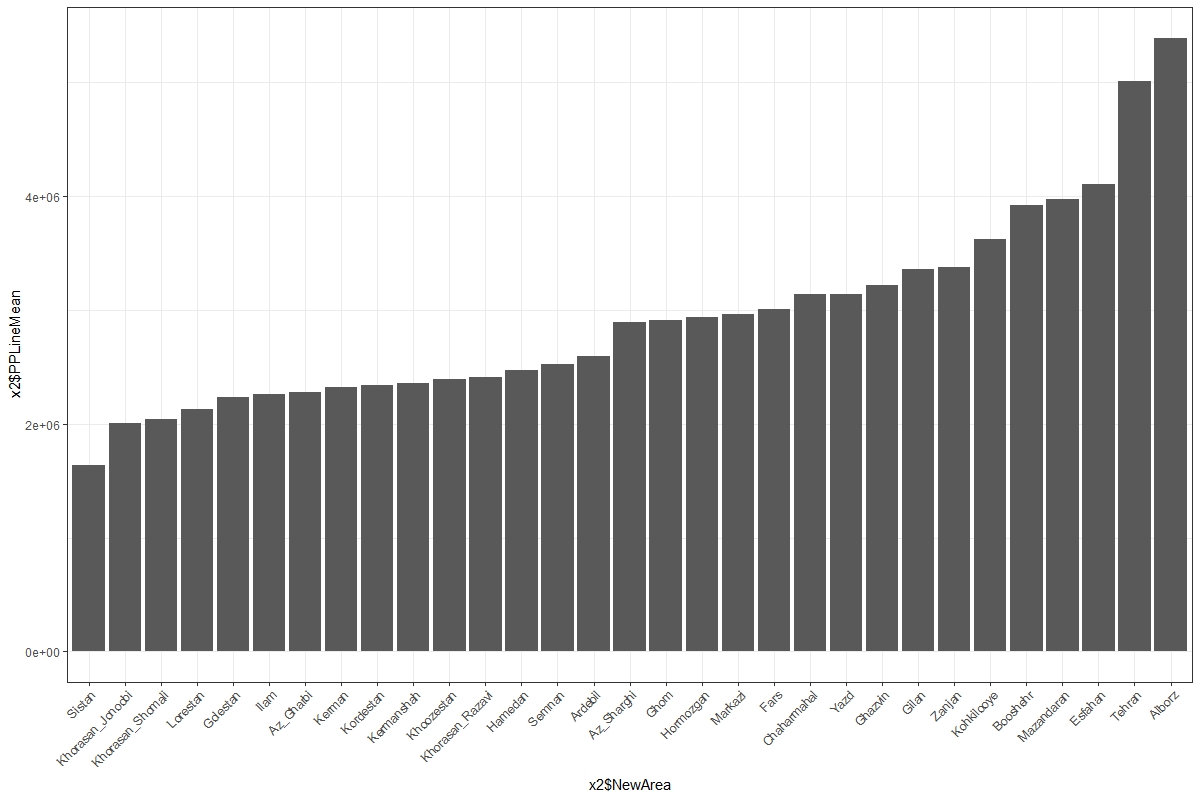 x2$PPLineMean
4e+06
2e+06
0e+00
Sistan
Khorasan_Jonoobi
Khorasan_Shomali
Lorestan
Golestan
Ilam
Az_Gharbi
Kerman
Kordestan
Kermanshah
Khoozestan
Khorasan_Razavi
Hamedan
Semnan
Ardebil
Az_Sharghi
Ghom
Hormozgan
Markazi
Fars
Chaharmahal
Yazd
Ghazvin
Gilan
Zanjan
Kohkilooye
Booshehr
Mazandaran
Esfahan
Tehran
Alborz
x2$NewArea